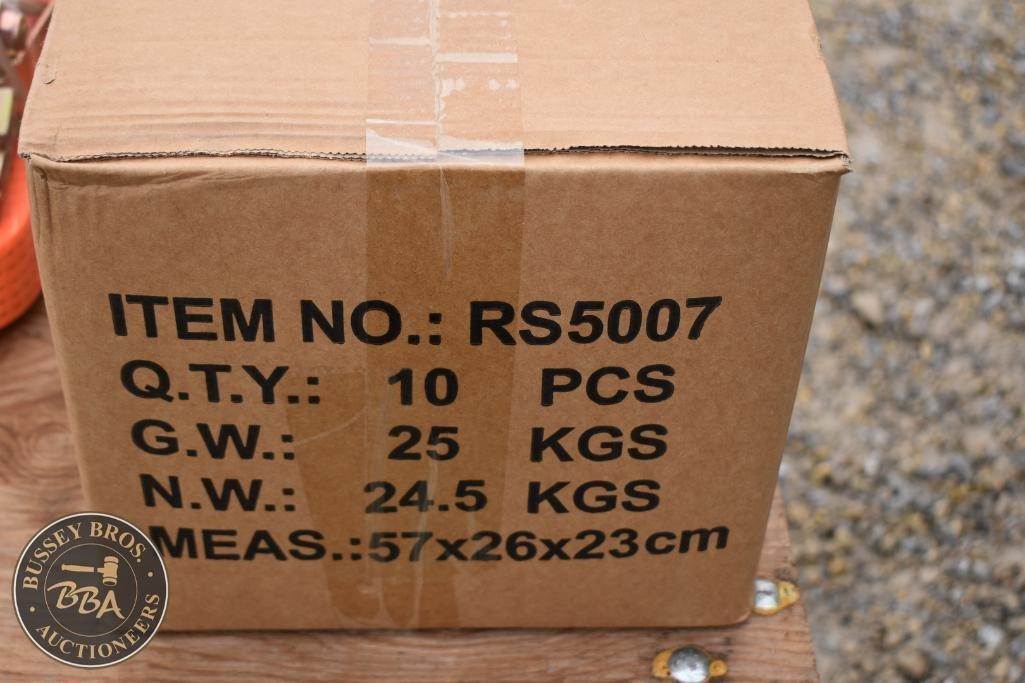 ITEM NO.: RS5007
Q.T.Y.: 10 PCS
G.W.: 25 KGS
N.W.: 24.5 KGS
MEAS.:57x26x23cm
BUSSEY BROS.
BBA
AUCTIONEERS